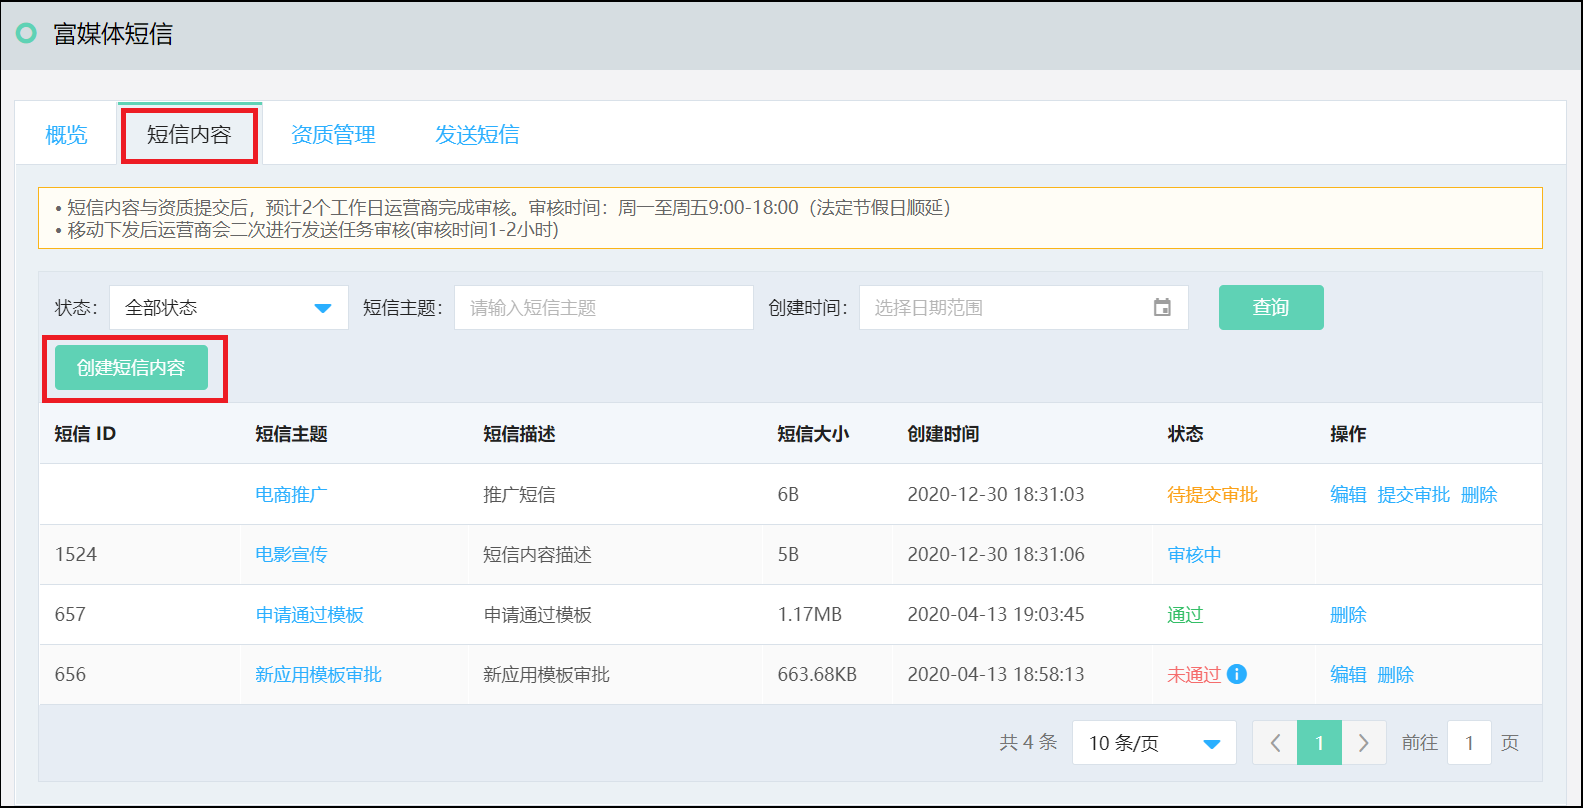 富媒体短信
概览 短信内容 资质管理 发送短信
• 短信内容与资质提交后，预计2个工作日运营商完成审核。审核时间：周一至周五9:00-18:00（法定节假日顺延）
• 移动下发后运营商会二次进行发送任务审核(审核时间1-2小时)
状态： 全部状态 短信主题： 请输入短信主题 创建时间： 选择日期范围 查询
创建短信内容
短信 ID 短信主题 短信描述 短信大小 创建时间 状态 操作
电商推广 推广短信 6B 2020-12-30 18:31:03 待提交审批 编辑 提交审批 删除
1524 电影宣传 短信内容描述 5B 2020-12-30 18:31:06 审核中
657 申请通过模板 申请通过模板 1.17MB 2020-04-13 19:03:45 通过 删除
656 新应用模板审批 新应用模板审批 663.68KB 2020-04-13 18:58:13 未通过 编辑 删除
共 4 条 10 条/页 1 前往 1 页